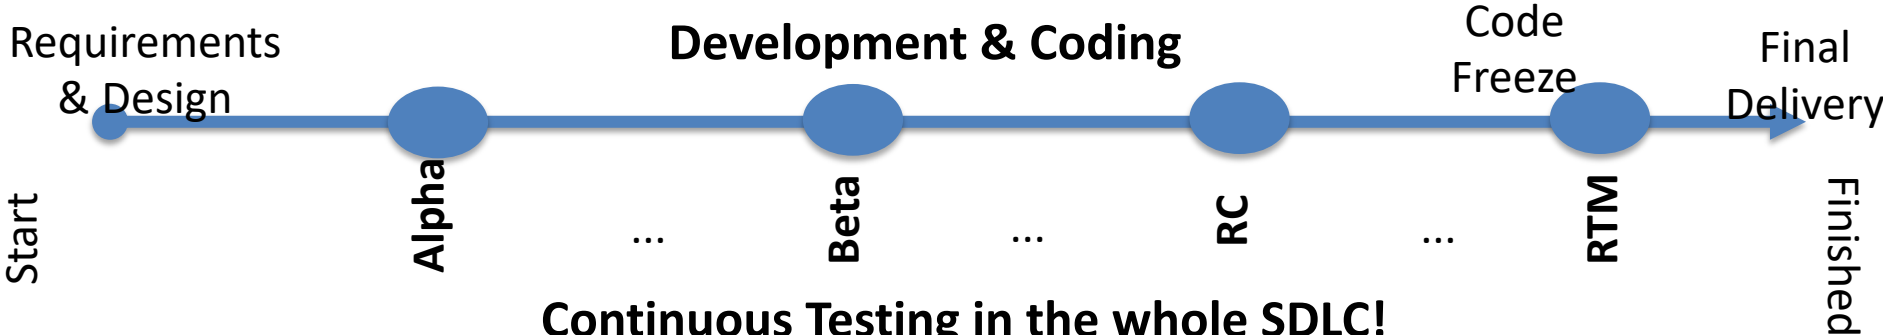 Requirements
& Design
Development & Coding
Code
Freeze
Final
Delivery
Start
Alpha
...
Beta
...
RC
...
RTM
Finished
Continuous Testing in the whole SDLC!